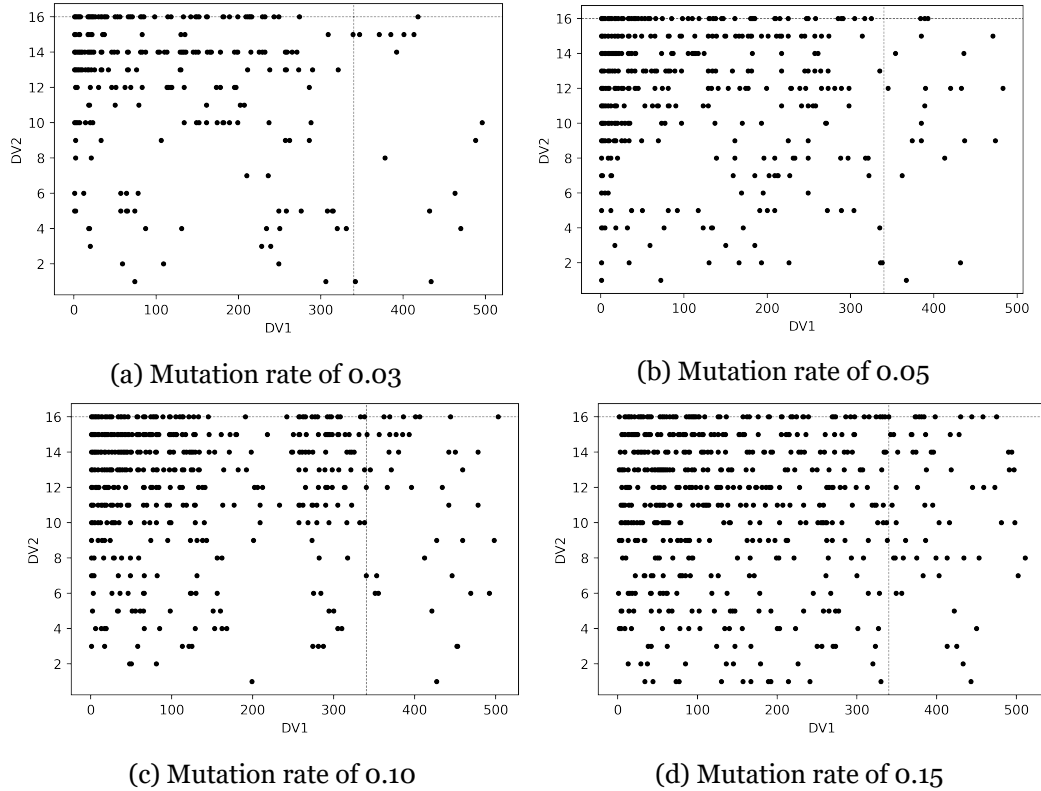 16
14
12
10
8
6
4
2
DV2
0 100 200 300 400 500
DV1
(a) Mutation rate of 0.03
16
14
12
10
8
6
4
2
DV2
0 100 200 300 400 500
DV1
(b) Mutation rate of 0.05
16
14
12
10
8
6
4
2
DV2
0 100 200 300 400 500
DV1
(c) Mutation rate of 0.10
16
14
12
10
8
6
4
2
DV2
0 100 200 300 400 500
DV1
(d) Mutation rate of 0.15